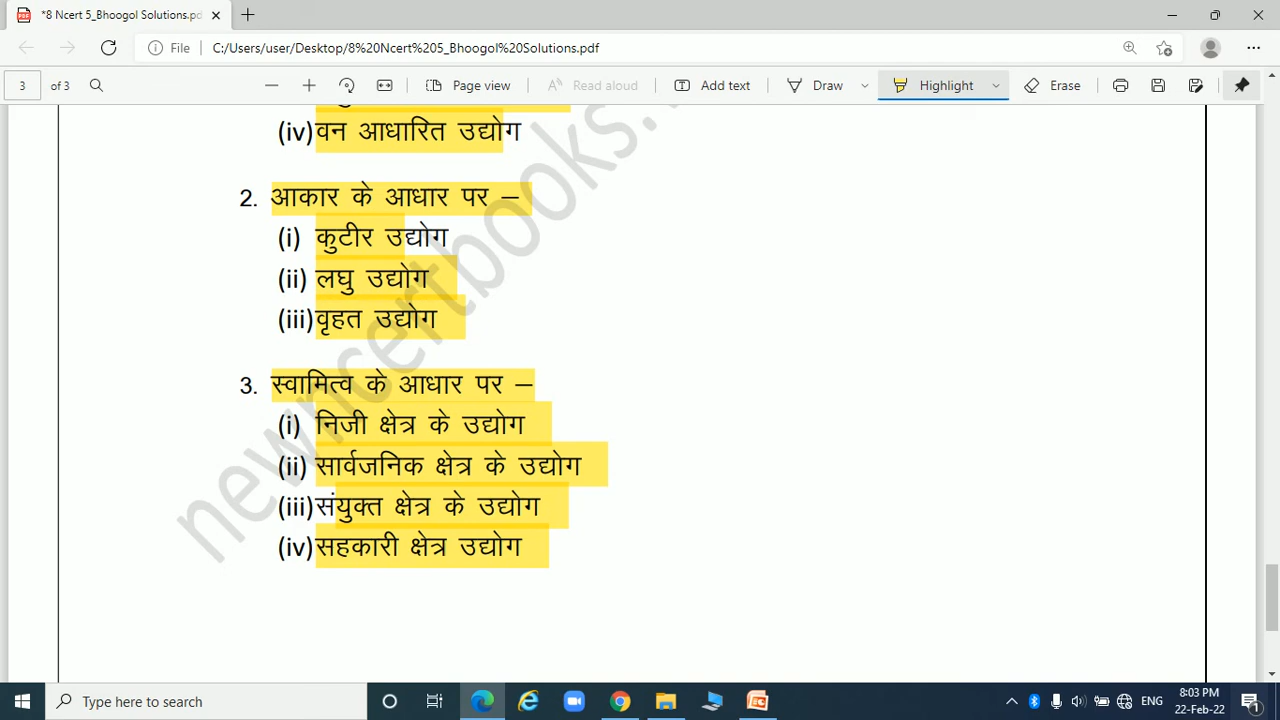 *8 Ncert 5_Bhoogol Solutions.pd
File C:/Users/user/Desktop/8%20Ncert%205_Bhoogol%20Solutions.pdf
3 of 3 Page view Read aloud Add text Draw Highlight Erase
(iv) वन आधारित उद्योग
2. आकार के आधार पर –
(i) कुटीर उद्योग
(ii) लघु उद्योग
(iii) वृहत उद्योग
3. स्वामित्व के आधार पर –
(i) निजी क्षेत्र के उद्योग
(ii) सार्वजनिक क्षेत्र के उद्योग
(iii) संयुक्त क्षेत्र के उद्योग
(iv) सहकारी क्षेत्र उद्योग
newncertbooks.
Type here to search
ENG 8:03 PM
22-Feb-22 1